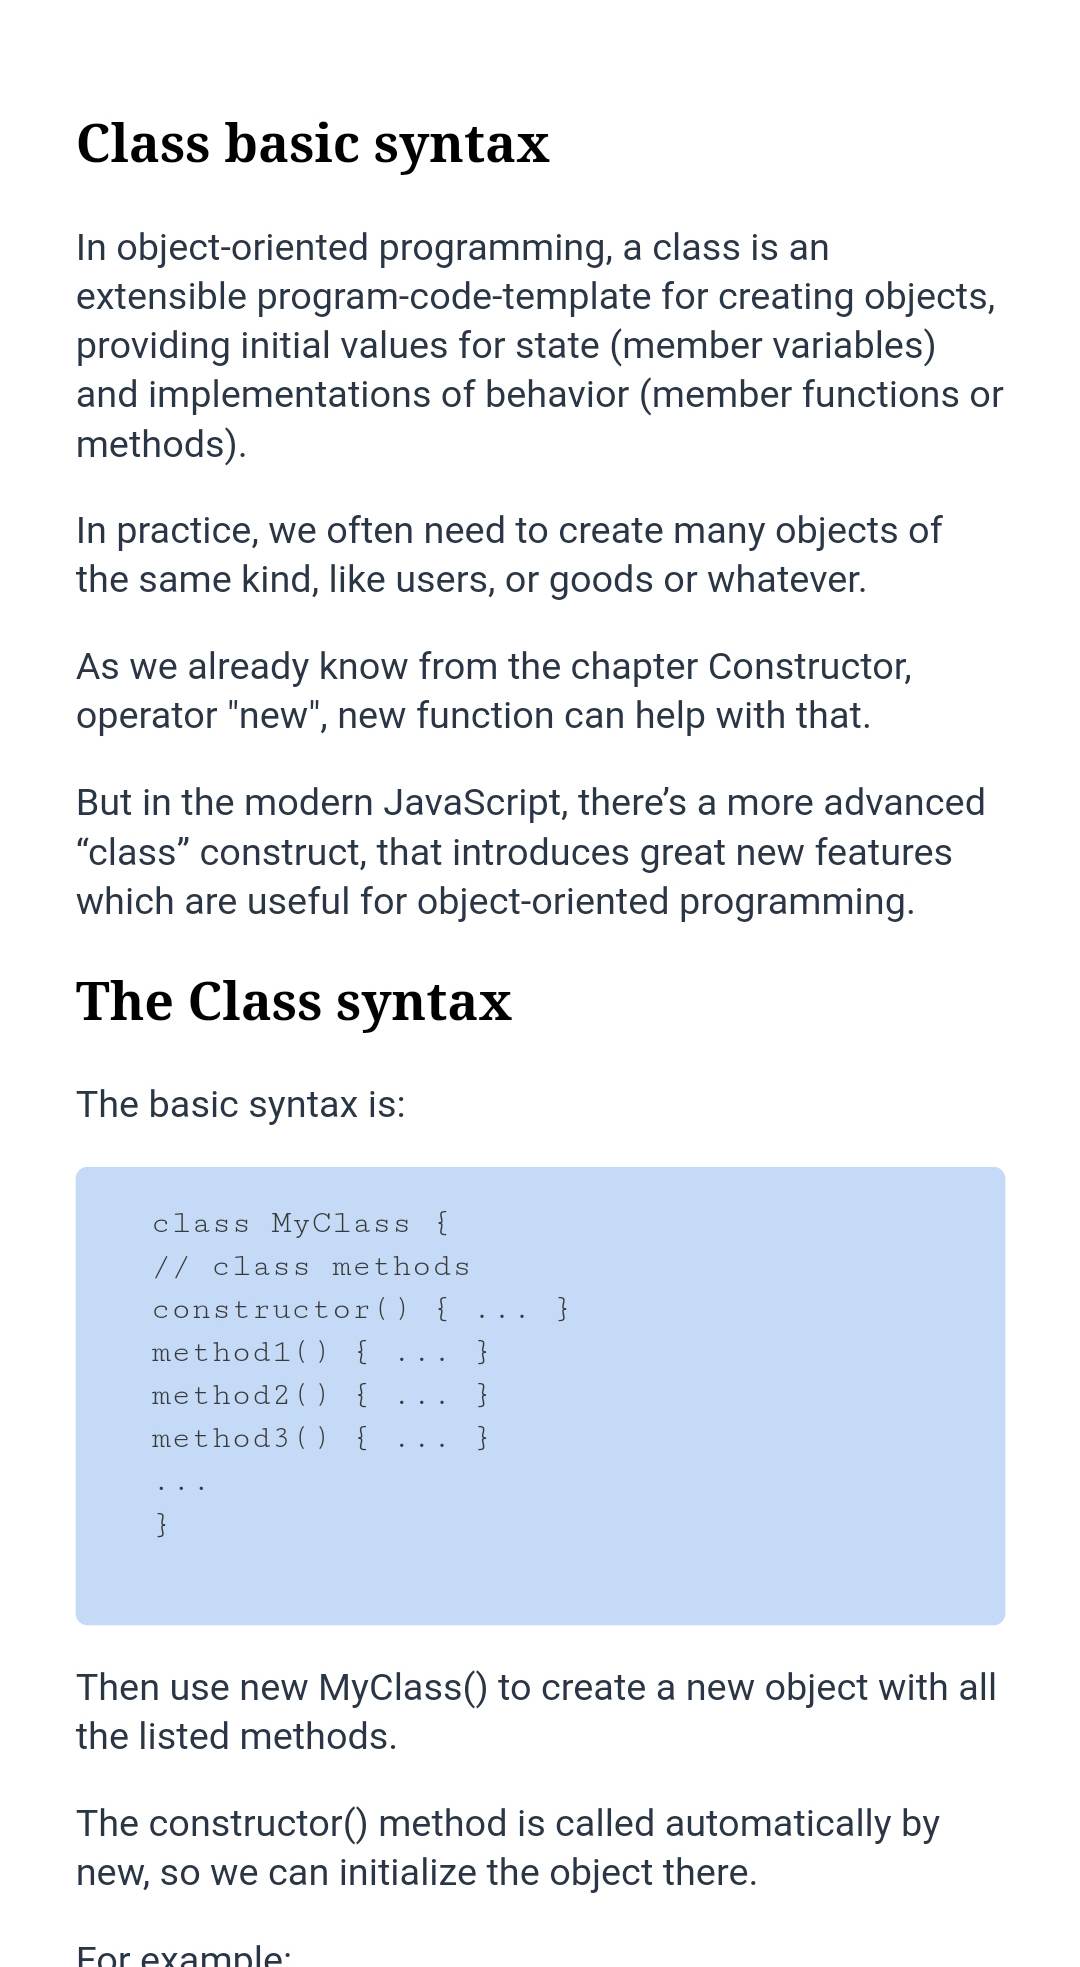 Class basic syntax
In object-oriented programming, a class is an
extensible program-code-template for creating objects,
providing initial values for state (member variables)
and implementations of behavior (member functions or
methods).
In practice, we often need to create many objects of
the same kind, like users, or goods or whatever.
As we already know from the chapter Constructor,
operator "new", new function can help with that.
But in the modern JavaScript, there’s a more advanced
“class” construct, that introduces great new features
which are useful for object-oriented programming.
The Class syntax
The basic syntax is:
class MyClass {
// class methods
constructor() { ... }
method1() { ... }
method2() { ... }
method3() { ... }
...
}
Then use new MyClass() to create a new object with all
the listed methods.
The constructor() method is called automatically by
new, so we can initialize the object there.
For example: